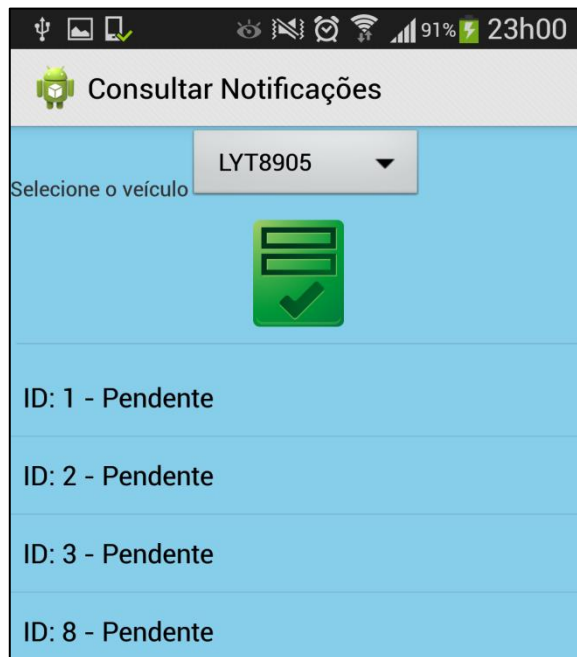 91% 23h00
Consultar Notificações
LYT8905
Selecione o veículo
ID: 1 - Pendente
ID: 2 - Pendente
ID: 3 - Pendente
ID: 8 - Pendente